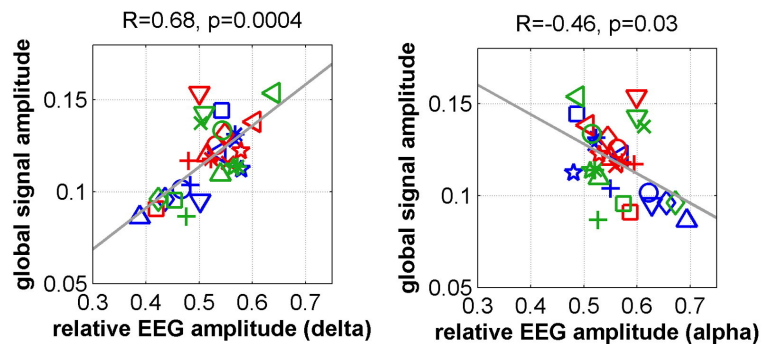 R=0.68, p=0.0004
global signal amplitude
0.15
0.1
0.05
0.3 0.4 0.5 0.6 0.7
relative EEG amplitude (delta)
R=-0.46, p=0.03
global signal amplitude
0.15
0.1
0.05
0.3 0.4 0.5 0.6 0.7
relative EEG amplitude (alpha)